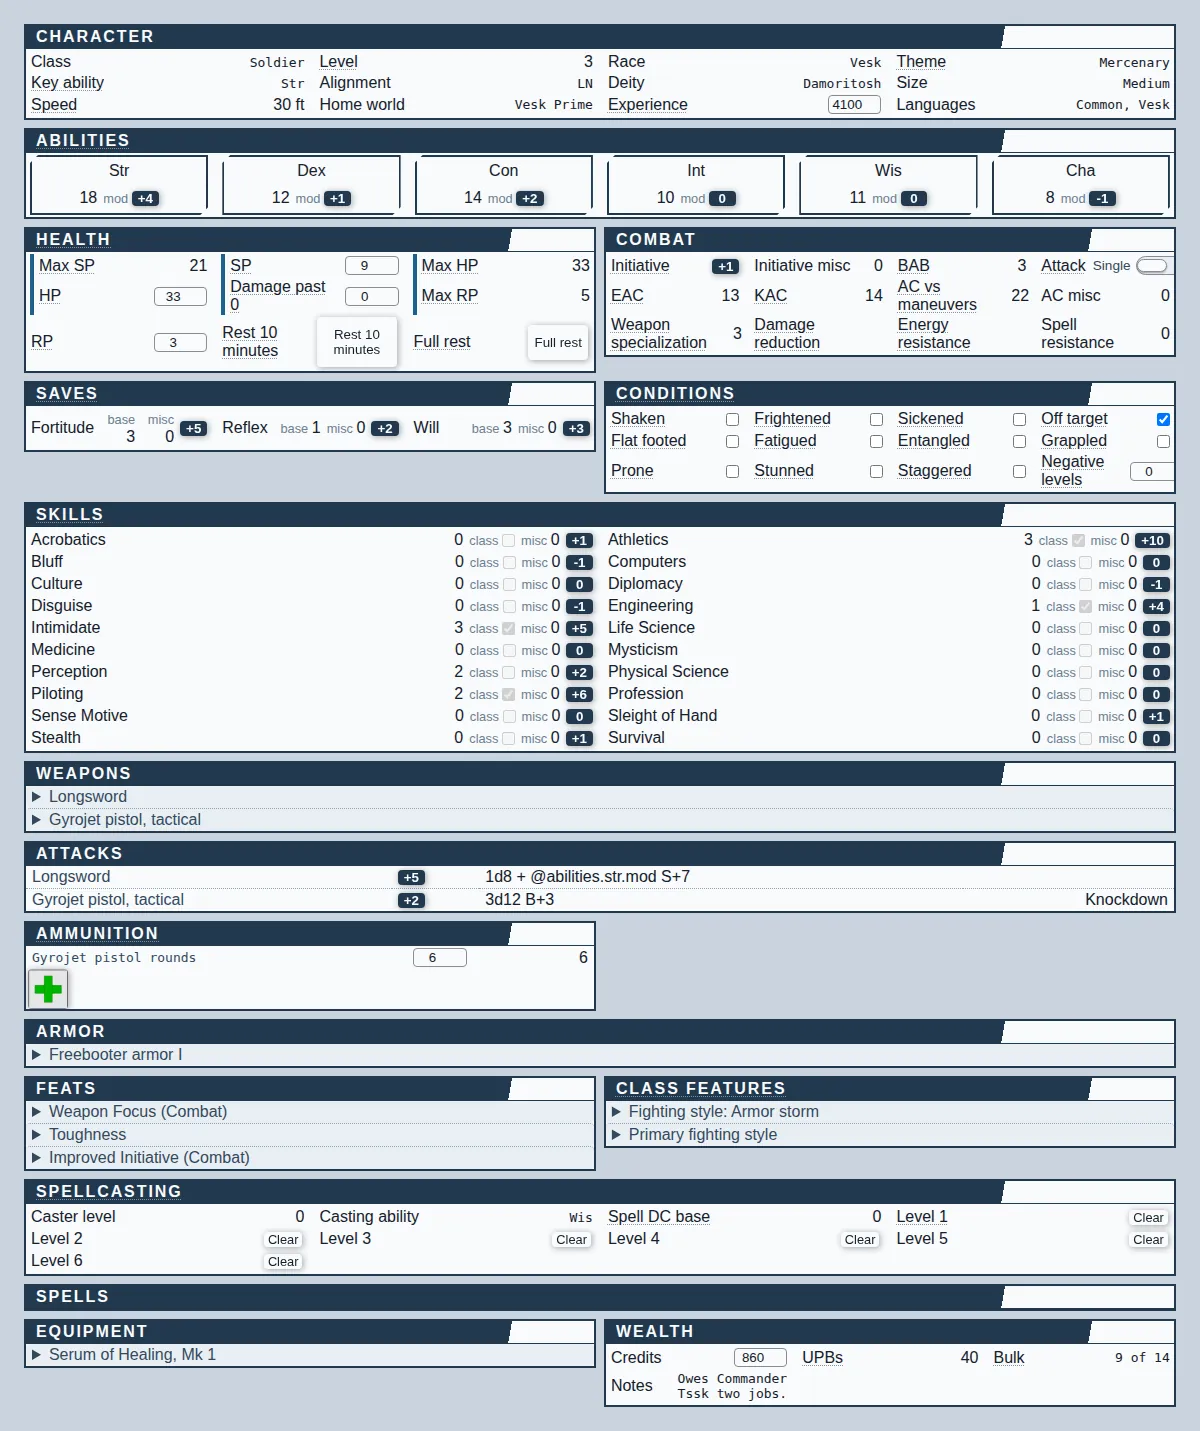 CHARACTER
Class Soldier Level 3 Race Vesk Theme Mercenary
Key ability Str Alignment LN Deity Damoritosh Size Medium
Speed 30 ft Home world Vesk Prime Experience 4100 Languages Common, Vesk
ABILITIES
Str Dex Con Int Wis Cha
18 mod +4 12 mod +1 14 mod +2 10 mod 0 11 mod 0 8 mod -1
HEALTH
Max SP 21 SP 9 Max HP 33
HP 33 Damage past 0 0 Max RP 5
RP 3 Rest 10 minutes Rest 10 minutes Full rest Full rest
COMBAT
Initiative +1 Initiative misc 0 BAB 3 Attack Single
EAC 13 KAC 14 AC vs maneuvers 22 AC misc 0
Weapon specialization 3 Damage reduction Energy resistance Spell resistance 0
SAVES
Fortitude base 3 misc 0 +5 Reflex base 1 misc 0 +2 Will base 3 misc 0 +3
CONDITIONS
Shaken Frightened Sickened Off target
Flat footed Fatigued Entangled Grappled
Prone Stunned Staggered Negative levels 0
SKILLS
Acrobatics 0 class misc 0 +1 Athletics 3 class misc 0 +10
Bluff 0 class misc 0 -1 Computers 0 class misc 0 0
Culture 0 class misc 0 0 Diplomacy 0 class misc 0 -1
Disguise 0 class misc 0 -1 Engineering 1 class misc 0 +4
Intimidate 3 class misc 0 +5 Life Science 0 class misc 0 0
Medicine 0 class misc 0 0 Mysticism 0 class misc 0 0
Perception 2 class misc 0 +2 Physical Science 0 class misc 0 0
Piloting 2 class misc 0 +6 Profession 0 class misc 0 0
Sense Motive 0 class misc 0 0 Sleight of Hand 0 class misc 0 +1
Stealth 0 class misc 0 +1 Survival 0 class misc 0 0
WEAPONS
Longsword
Gyrojet pistol, tactical
ATTACKS
Longsword +5 1d8 + @abilities.str.mod S+7
Gyrojet pistol, tactical +2 3d12 B+3 Knockdown
AMMUNITION
Gyrojet pistol rounds 6 6
ARMOR
Freebooter armor I
FEATS
Weapon Focus (Combat)
Toughness
Improved Initiative (Combat)
CLASS FEATURES
Fighting style: Armor storm
Primary fighting style
SPELLCASTING
Caster level 0 Casting ability Wis Spell DC base 0 Level 1 Clear
Level 2 Clear Level 3 Clear Level 4 Clear Level 5 Clear
Level 6 Clear
SPELLS
EQUIPMENT
Serum of Healing, Mk 1
WEALTH
Credits 860 UPBs 40 Bulk 9 of 14
Notes Owes Commander
Tssk two jobs.